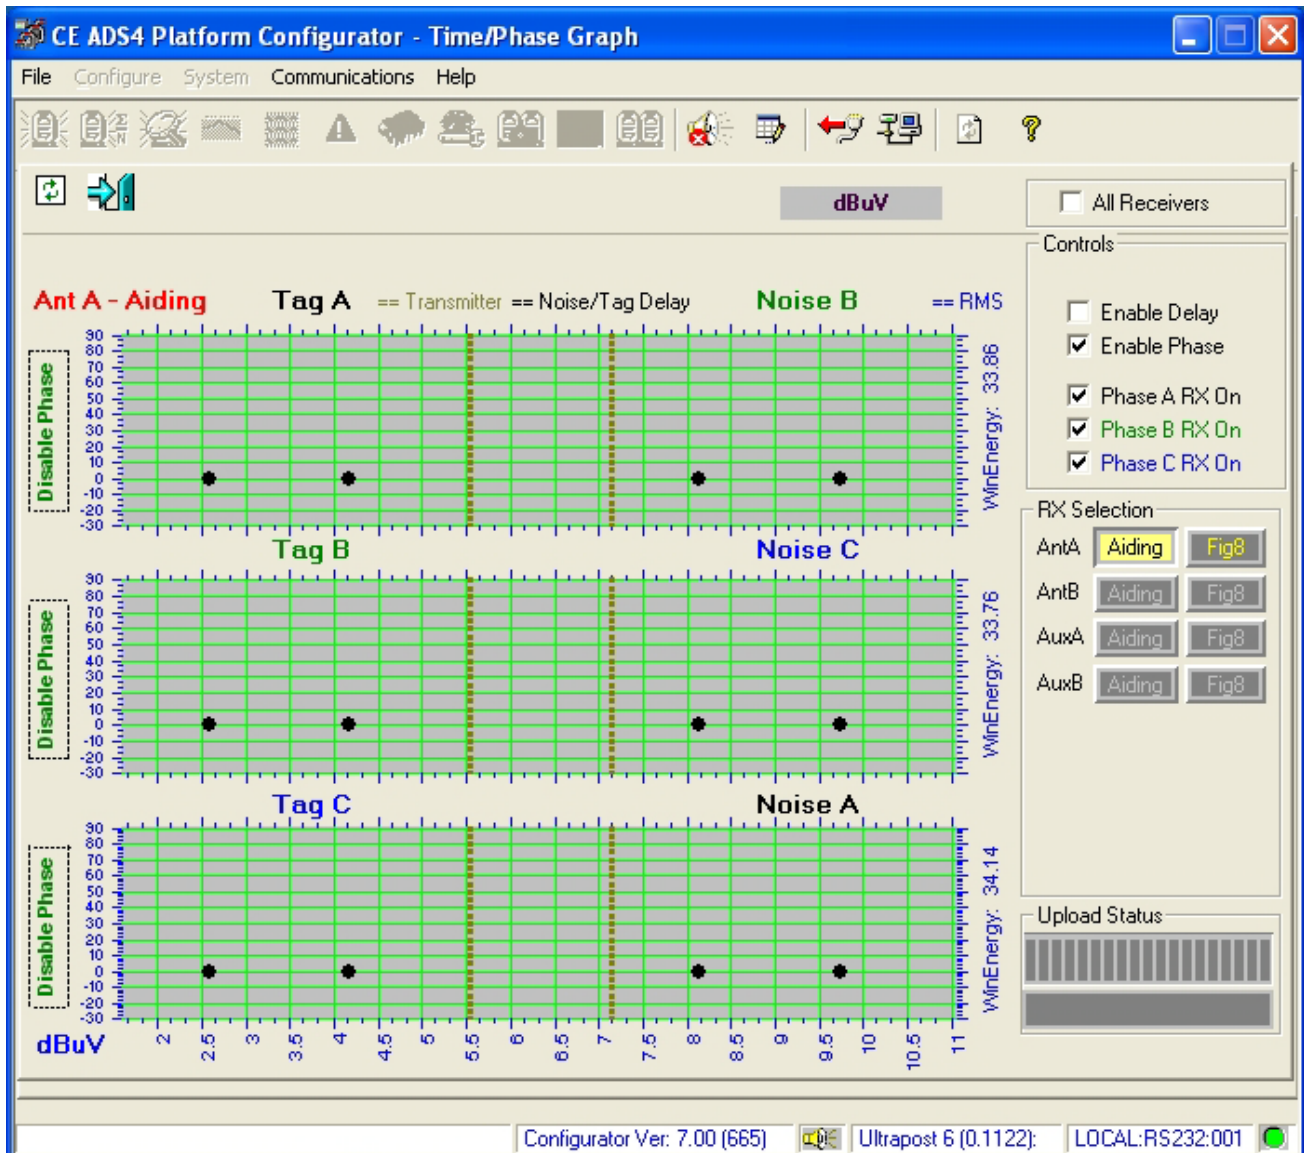 CE ADS4 Platform Configurator - Time/Phase Graph
File Configure System Communications Help
dBuV
All Receivers
Controls
Enable Delay
Enable Phase
Phase A RX On
Phase B RX On
Phase C RX On
Ant A - Aiding Tag A == Transmitter == Noise/Tag Delay Noise B == RMS
Disable Phase
90
80
70
60
50
40
30
20
10
0
-10
-20
-30
WinEnergy: 33.86
Tag B Noise C
Disable Phase
90
80
70
60
50
40
30
20
10
0
-10
-20
-30
WinEnergy: 33.76
Tag C Noise A
Disable Phase
90
80
70
60
50
40
30
20
10
0
-10
-20
-30
WinEnergy: 34.14
dBuV 2 2.5 3 3.5 4 4.5 5 5.5 6 6.5 7 7.5 8 8.5 9 9.5 10 10.5 11
RX Selection
AntA Aiding Fig8
AntB Aiding Fig8
AuxA Aiding Fig8
AuxB Aiding Fig8
Upload Status
Configurator Ver: 7.00 (665) Ultrapost 6 (0.1122): LOCAL:RS232:001